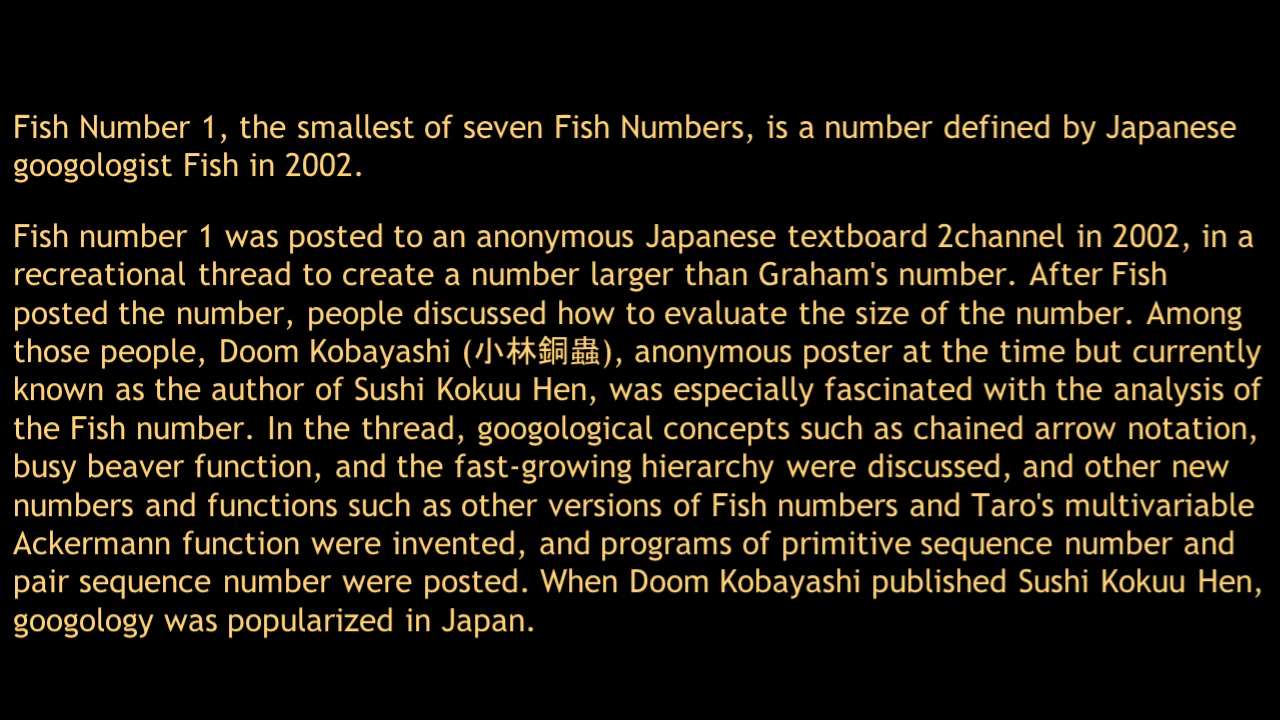 Fish Number 1, the smallest of seven Fish Numbers, is a number defined by Japanese
googologist Fish in 2002.
Fish number 1 was posted to an anonymous Japanese textboard 2channel in 2002, in a
recreational thread to create a number larger than Graham's number. After Fish
posted the number, people discussed how to evaluate the size of the number. Among
those people, Doom Kobayashi (小林銅蟲), anonymous poster at the time but currently
known as the author of Sushi Kokuu Hen, was especially fascinated with the analysis of
the Fish number. In the thread, googological concepts such as chained arrow notation,
busy beaver function, and the fast-growing hierarchy were discussed, and other new
numbers and functions such as other versions of Fish numbers and Taro's multivariable
Ackermann function were invented, and programs of primitive sequence number and
pair sequence number were posted. When Doom Kobayashi published Sushi Kokuu Hen,
googology was popularized in Japan.